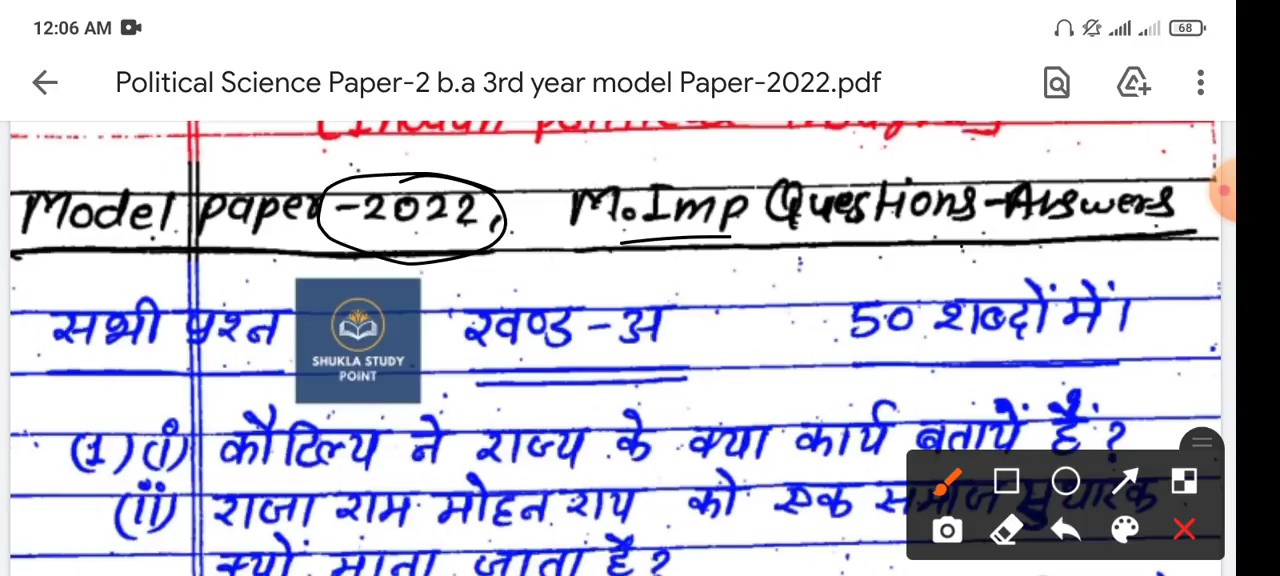 12:06 AM
68
Political Science Paper-2 b.a 3rd year model Paper-2022.pdf
Model paper-2022, M.Imp Questions-Answers
सभी प्रश्न खण्ड-अ 50 शब्दों में।
SHUKLA STUDY
POINT
(1) (i) कौटिल्य ने राज्य के क्या कार्य बतायें हैं?
(ii) राजा राम मोहन राय को एक समाज सुधारक
क्यों माना जाता है?